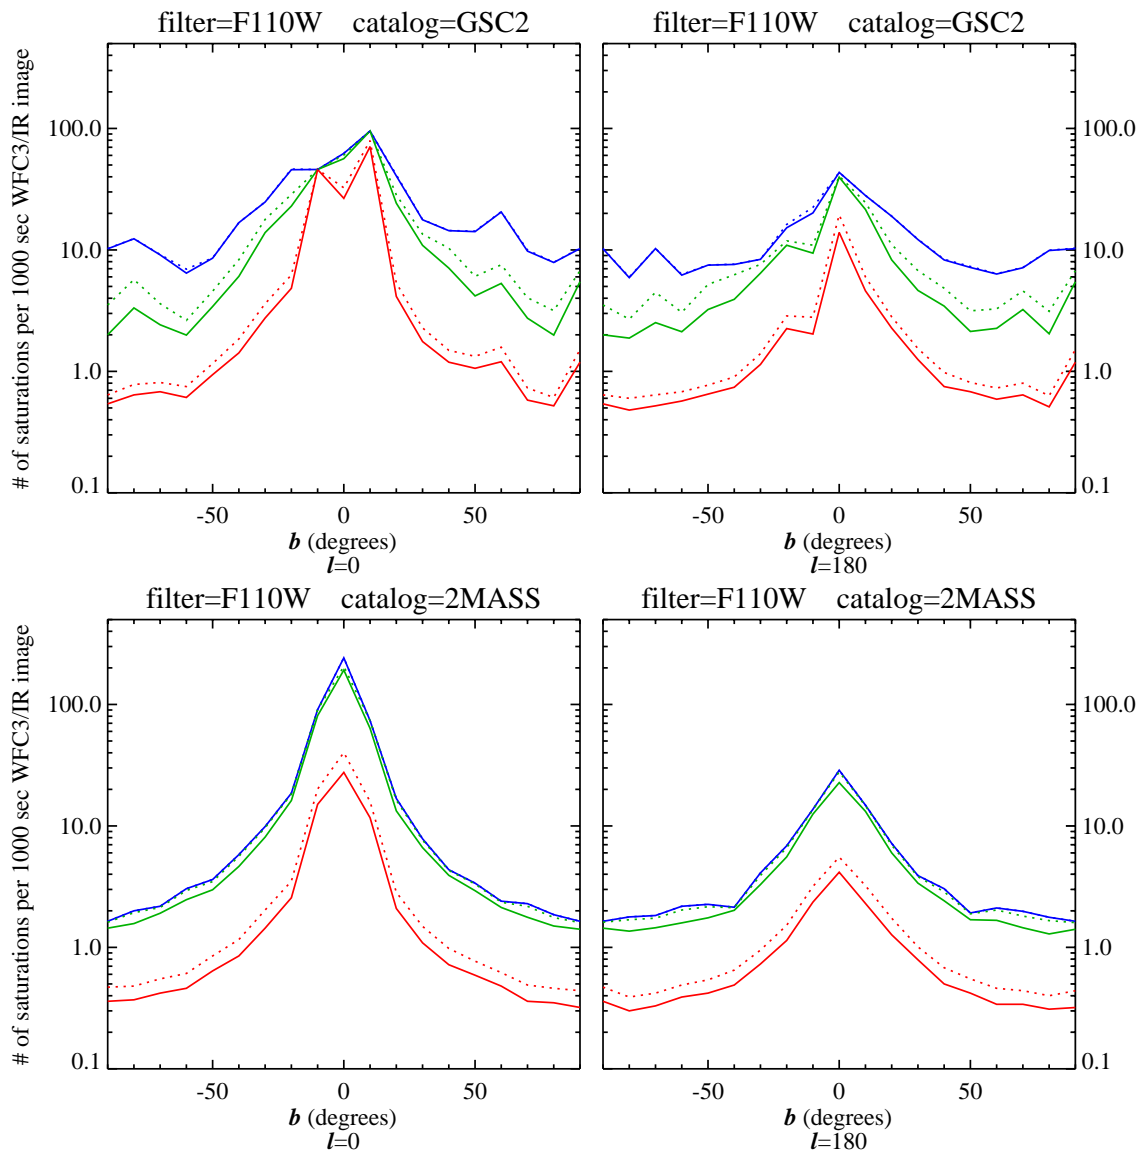 filter=F110W catalog=GSC2
filter=F110W catalog=GSC2
# of saturations per 1000 sec WFC3/IR image
100.0
10.0
1.0
0.1
100.0
10.0
1.0
0.1
-50 0 50
b (degrees)
l=0
-50 0 50
b (degrees)
l=180
filter=F110W catalog=2MASS
filter=F110W catalog=2MASS
# of saturations per 1000 sec WFC3/IR image
100.0
10.0
1.0
0.1
100.0
10.0
1.0
0.1
-50 0 50
b (degrees)
l=0
-50 0 50
b (degrees)
l=180